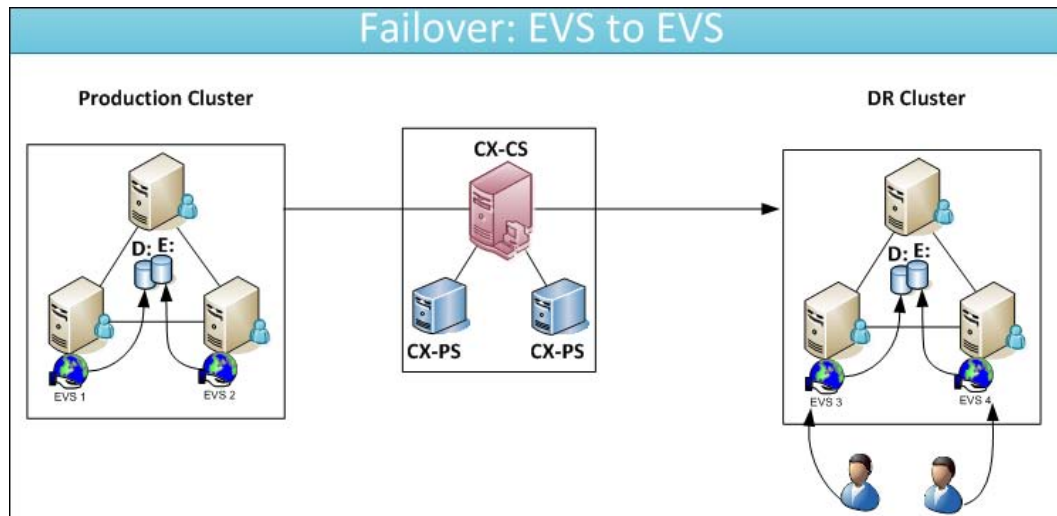 Failover: EVS to EVS
Production Cluster
D: E:
EVS 1
EVS 2
CX-CS
CX-PS
CX-PS
DR Cluster
D: E:
EVS 3
EVS 4